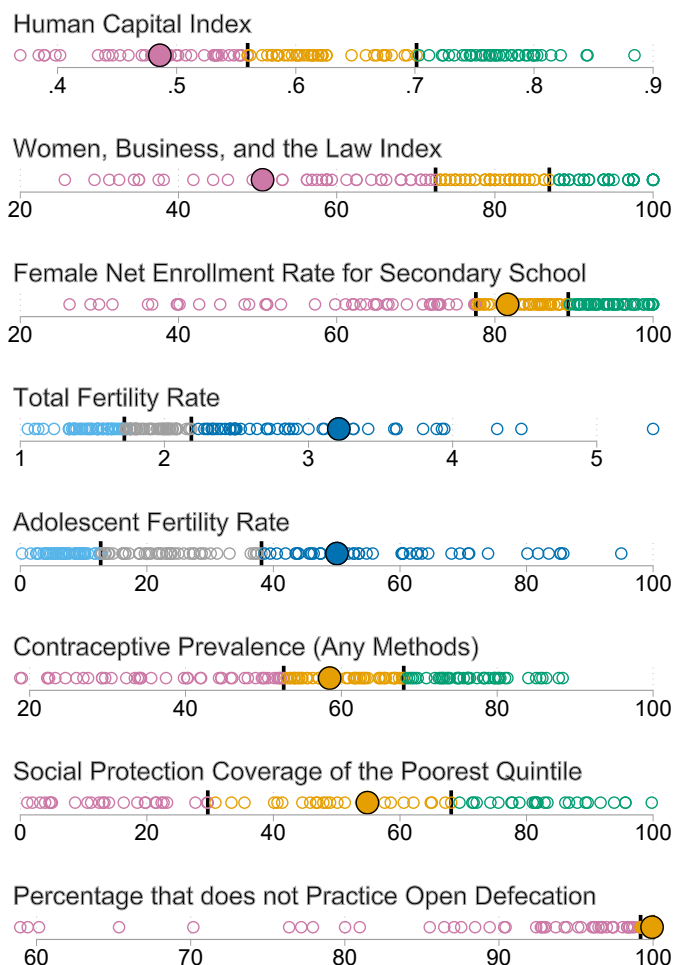 Human Capital Index
.4 .5 .6 .7 .8 .9
Women, Business, and the Law Index
20 40 60 80 100
Female Net Enrollment Rate for Secondary School
20 40 60 80 100
Total Fertility Rate
1 2 3 4 5
Adolescent Fertility Rate
0 20 40 60 80 100
Contraceptive Prevalence (Any Methods)
20 40 60 80 100
Social Protection Coverage of the Poorest Quintile
0 20 40 60 80 100
Percentage that does not Practice Open Defecation
60 70 80 90 100